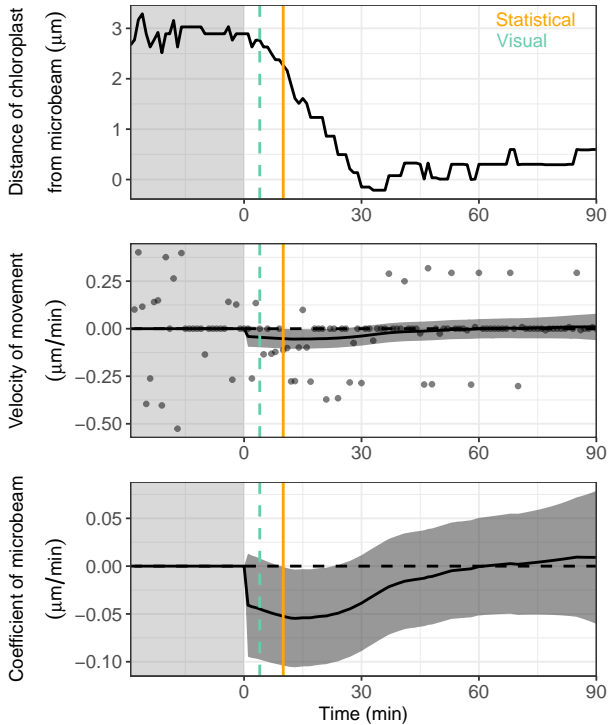 Distance of chloroplast
from microbeam (μm)
3
2
1
0
Statistical
Visual
0
30
60
90
Velocity of movement
(μm/min)
0.25
0.00
−0.25
−0.50
0
30
60
90
Coefficient of microbeam
(μm/min)
0.05
0.00
−0.05
−0.10
0
30
60
90
Time (min)